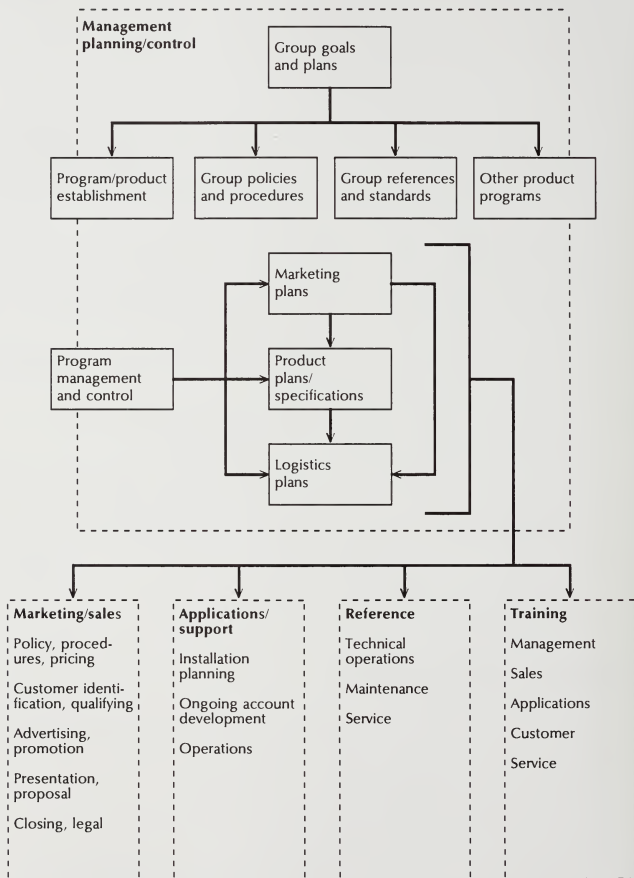 Management
planning/control
Group goals
and plans
Program/product
establishment
Group policies
and procedures
Group references
and standards
Other product
programs
Marketing
plans
Program
management
and control
Product
plans/
specifications
Logistics
plans
Marketing/sales
Policy, proced-
ures, pricing
Customer identi-
fication, qualifying
Advertising,
promotion
Presentation,
proposal
Closing, legal
Applications/
support
Installation
planning
Ongoing account
development
Operations
Reference
Technical
operations
Maintenance
Service
Training
Management
Sales
Applications
Customer
Service